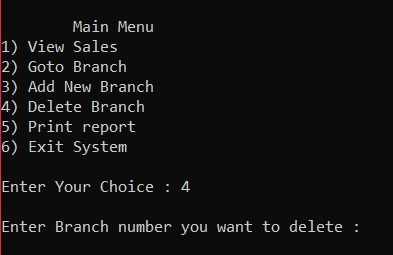 Main Menu
1) View Sales
2) Goto Branch
3) Add New Branch
4) Delete Branch
5) Print report
6) Exit System
Enter Your Choice : 4
Enter Branch number you want to delete :